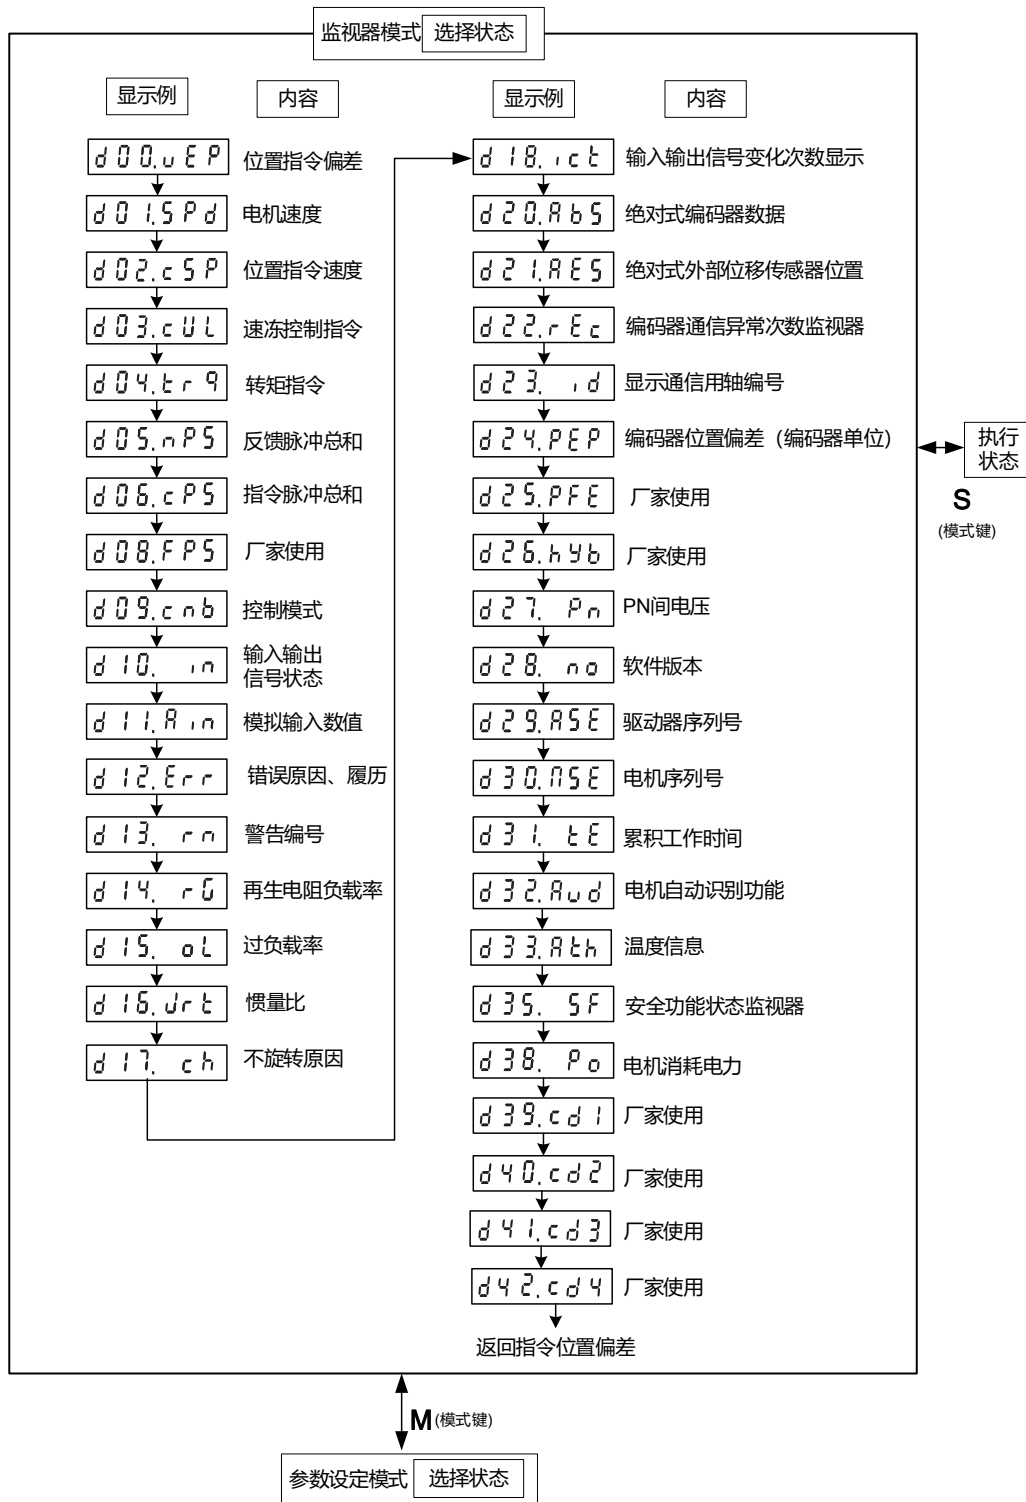 监视器模式 选择状态
显示例 内容
d00.uEP 位置指令偏差
d01.SPd 电机速度
d02.cSP 位置指令速度
d03.cUL 速冻控制指令
d04.trq 转矩指令
d05.nPS 反馈脉冲总和
d06.cPS 指令脉冲总和
d08.FPS 厂家使用
d09.cnb 控制模式
d10. in 输入输出
信号状态
d11.Ain 模拟输入数值
d12.Err 错误原因、履历
d13. rn 警告编号
d14. rG 再生电阻负载率
d15. oL 过负载率
d16.Jrt 惯量比
d17. ch 不旋转原因
显示例 内容
d18.ict 输入输出信号变化次数显示
d20.AbS 绝对式编码器数据
d21.AES 绝对式外部位移传感器位置
d22.rEc 编码器通信异常次数监视器
d23. id 显示通信用轴编号
d24.PEP 编码器位置偏差（编码器单位）
d25.PFE 厂家使用
d26.hyb 厂家使用
d27. Pn PN间电压
d28. no 软件版本
d29.ASE 驱动器序列号
d30.MSE 电机序列号
d31. tE 累积工作时间
d32.Aud 电机自动识别功能
d33.Ath 温度信息
d35. SF 安全功能状态监视器
d38. Po 电机消耗电力
d39.cd1 厂家使用
d40.cd2 厂家使用
d41.cd3 厂家使用
d42.cd4 厂家使用
返回指令位置偏差
执行
状态
S
(模式键)
M(模式键)
参数设定模式 选择状态